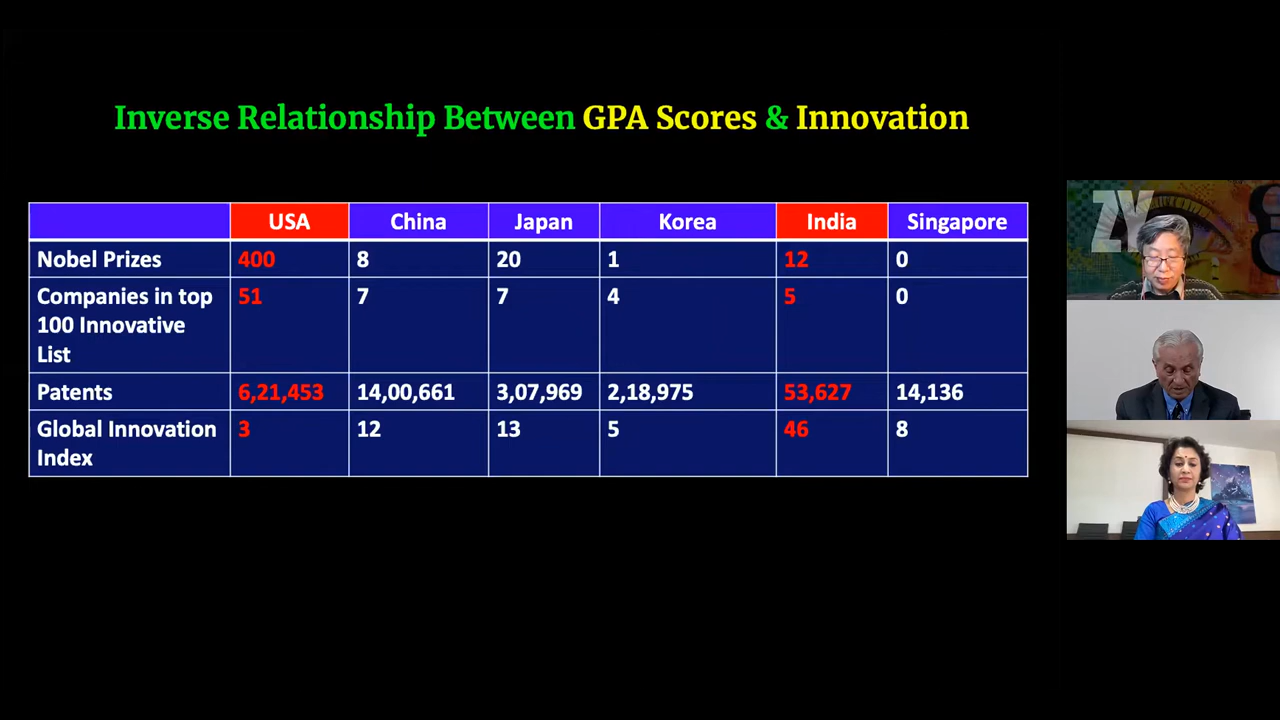 Inverse Relationship Between GPA Scores & Innovation
USA China Japan Korea India Singapore
Nobel Prizes 400 8 20 1 12 0
Companies in top 51 7 7 4 5 0
100 Innovative
List
Patents 6,21,453 14,00,661 3,07,969 2,18,975 53,627 14,136
Global Innovation 3 12 13 5 46 8
Index
ZY